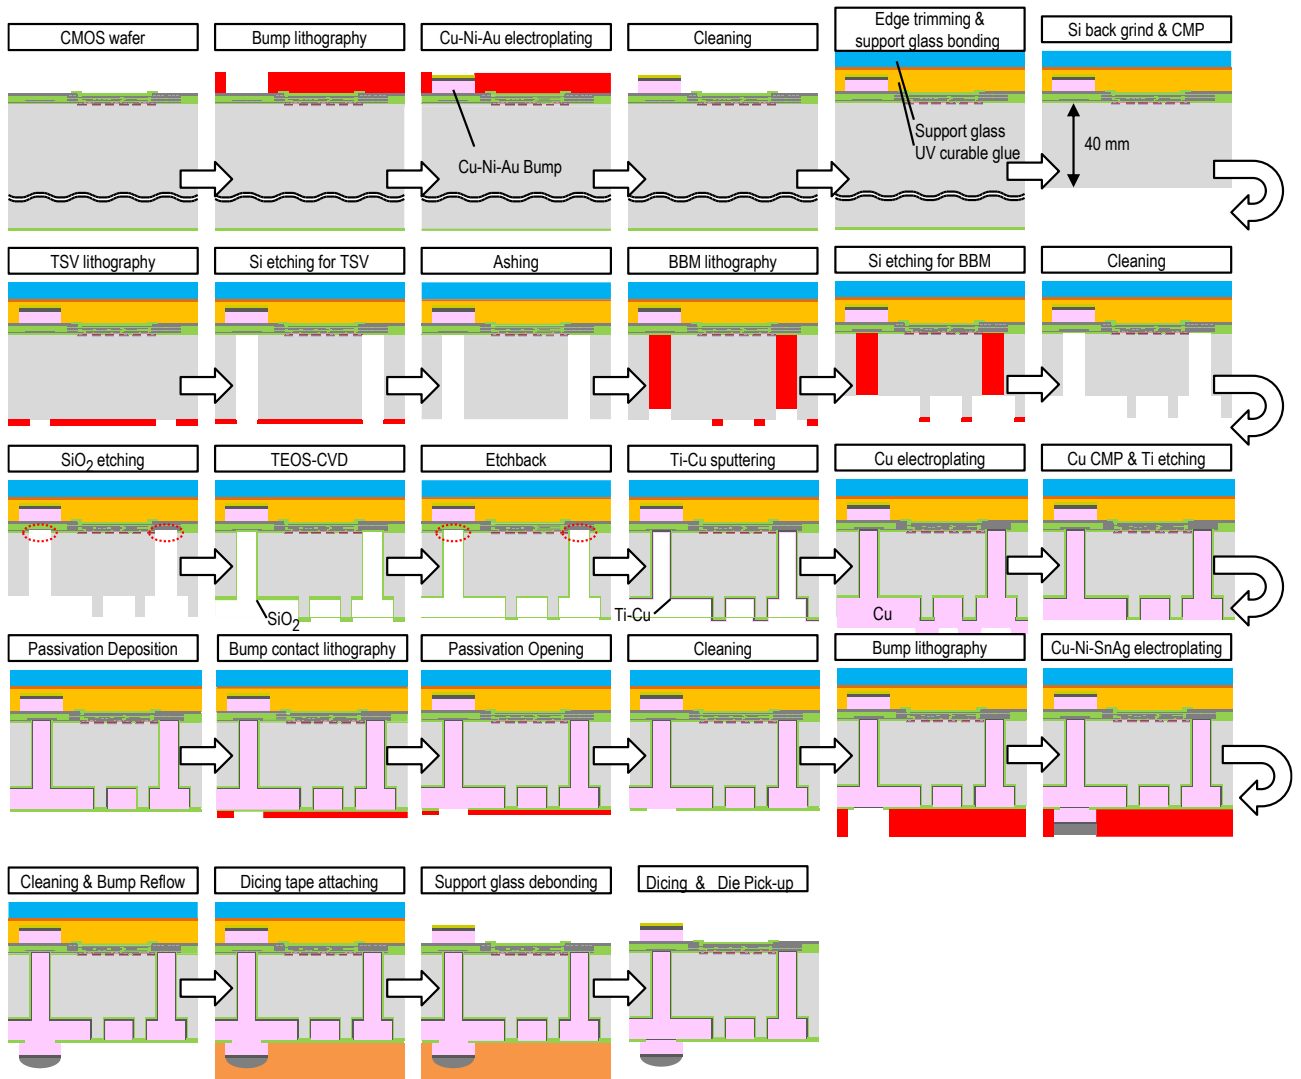 CMOS wafer
Bump lithography
Cu-Ni-Au electroplating
Cleaning
Edge trimming &
support glass bonding
Si back grind & CMP
Cu-Ni-Au Bump
Support glass
UV curable glue
40 mm
TSV lithography
Si etching for TSV
Ashing
BBM lithography
Si etching for BBM
Cleaning
SiO2 etching
TEOS-CVD
Etchback
Ti-Cu sputtering
Cu electroplating
Cu CMP & Ti etching
SiO2
Ti-Cu
Cu
Passivation Deposition
Bump contact lithography
Passivation Opening
Cleaning
Bump lithography
Cu-Ni-SnAg electroplating
Cleaning & Bump Reflow
Dicing tape attaching
Support glass debonding
Dicing & Die Pick-up